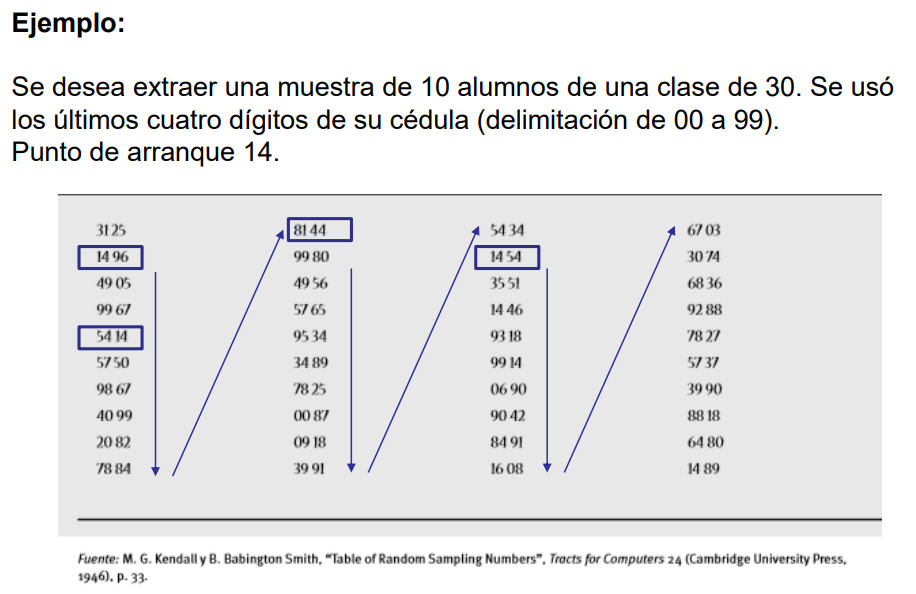 Ejemplo:
Se desea extraer una muestra de 10 alumnos de una clase de 30. Se usó
los últimos cuatro dígitos de su cédula (delimitación de 00 a 99).
Punto de arranque 14.
31 25 81 44 54 34 67 03
14 96 99 80 14 54 30 74
49 05 49 56 35 51 68 36
99 67 57 65 14 46 92 88
54 14 95 34 93 18 78 27
57 50 34 89 99 14 57 37
98 67 78 25 06 90 39 90
40 99 00 87 90 42 88 18
20 82 09 18 84 91 64 80
78 84 39 91 16 08 14 89
Fuente: M. G. Kendall y B. Babington Smith, “Table of Random Sampling Numbers”, Tracts for Computers 24 (Cambridge University Press,
1946), p. 33.